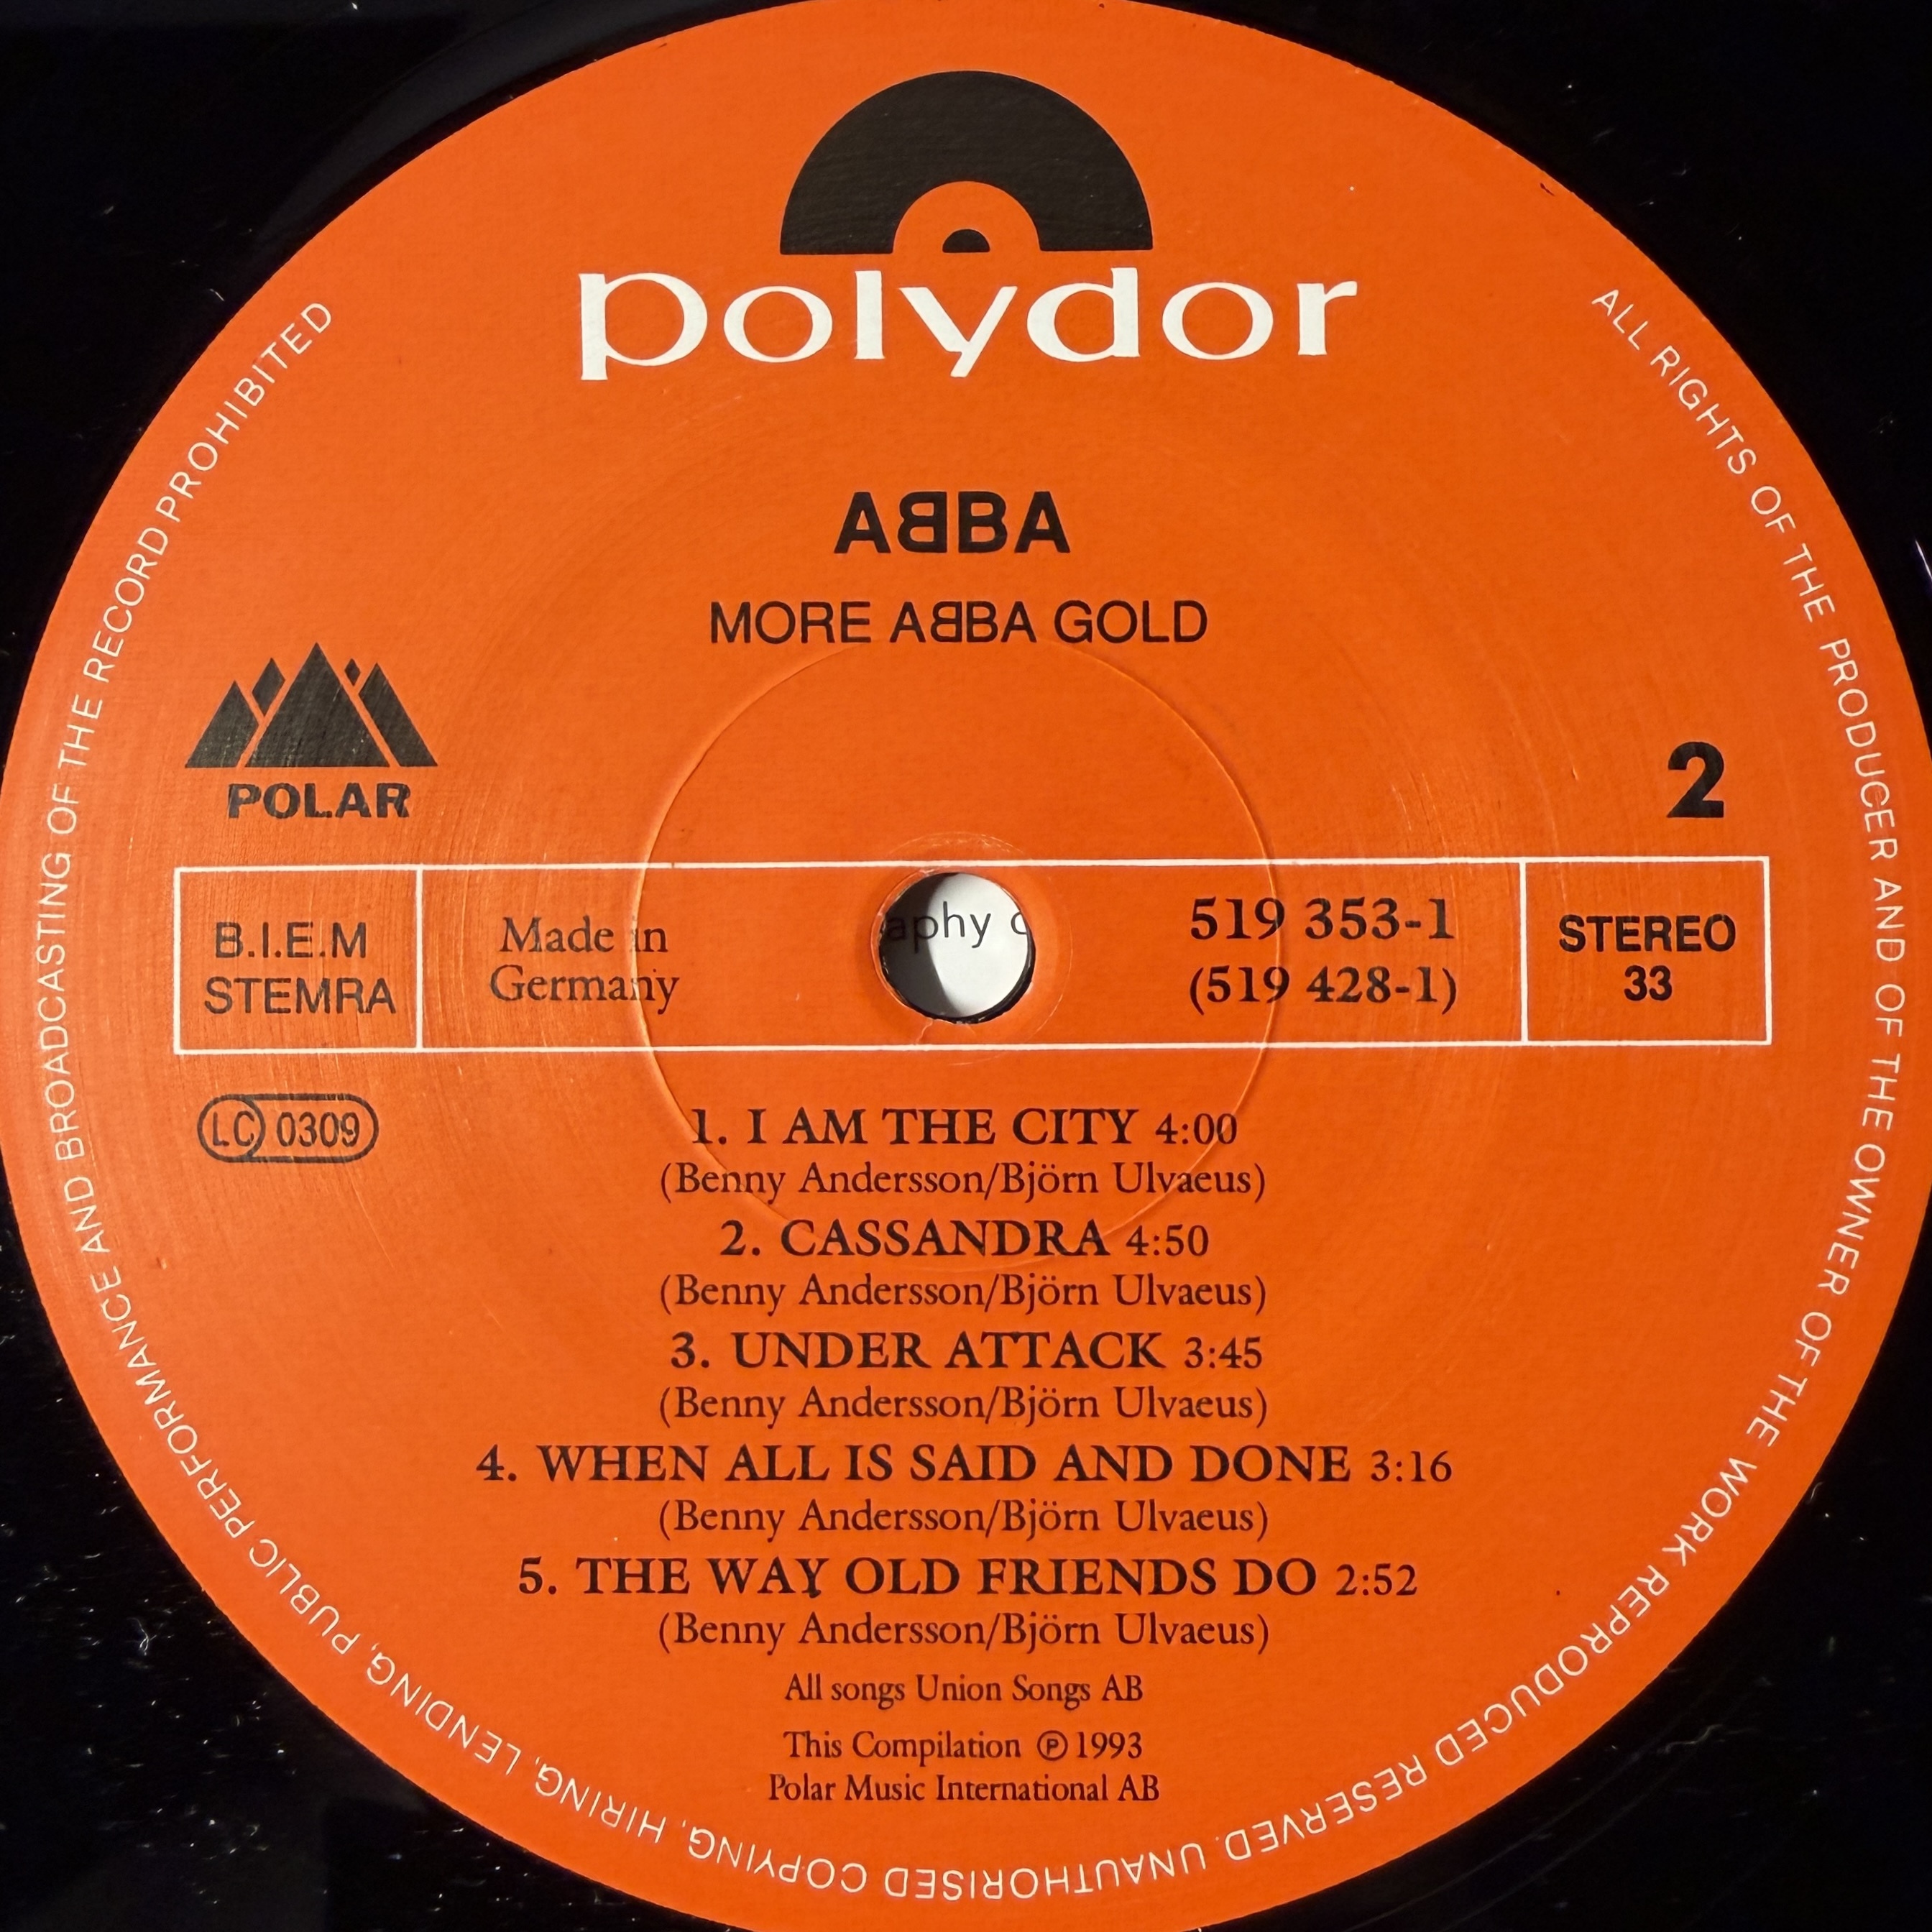 polydor
ABBA
MORE ABBA GOLD
POLAR
2
B.I.E.M
STEMRA
Made in
Germany
aphy
519 353-1
(519 428-1)
STEREO
33
LC 0309
1. I AM THE CITY 4:00
(Benny Andersson/Björn Ulvaeus)
2. CASSANDRA 4:50
(Benny Andersson/Björn Ulvaeus)
3. UNDER ATTACK 3:45
(Benny Andersson/Björn Ulvaeus)
4. WHEN ALL IS SAID AND DONE 3:16
(Benny Andersson/Björn Ulvaeus)
5. THE WAY OLD FRIENDS DO 2:52
(Benny Andersson/Björn Ulvaeus)
All songs Union Songs AB
This Compilation ℗ 1993
Polar Music International AB
ALL RIGHTS OF THE PRODUCER AND OF THE OWNER OF THE WORK REPRODUCED RESERVED. UNAUTHORISED COPYING, HIRING, LENDING, PUBLIC PERFORMANCE AND BROADCASTING OF THE RECORD PROHIBITED